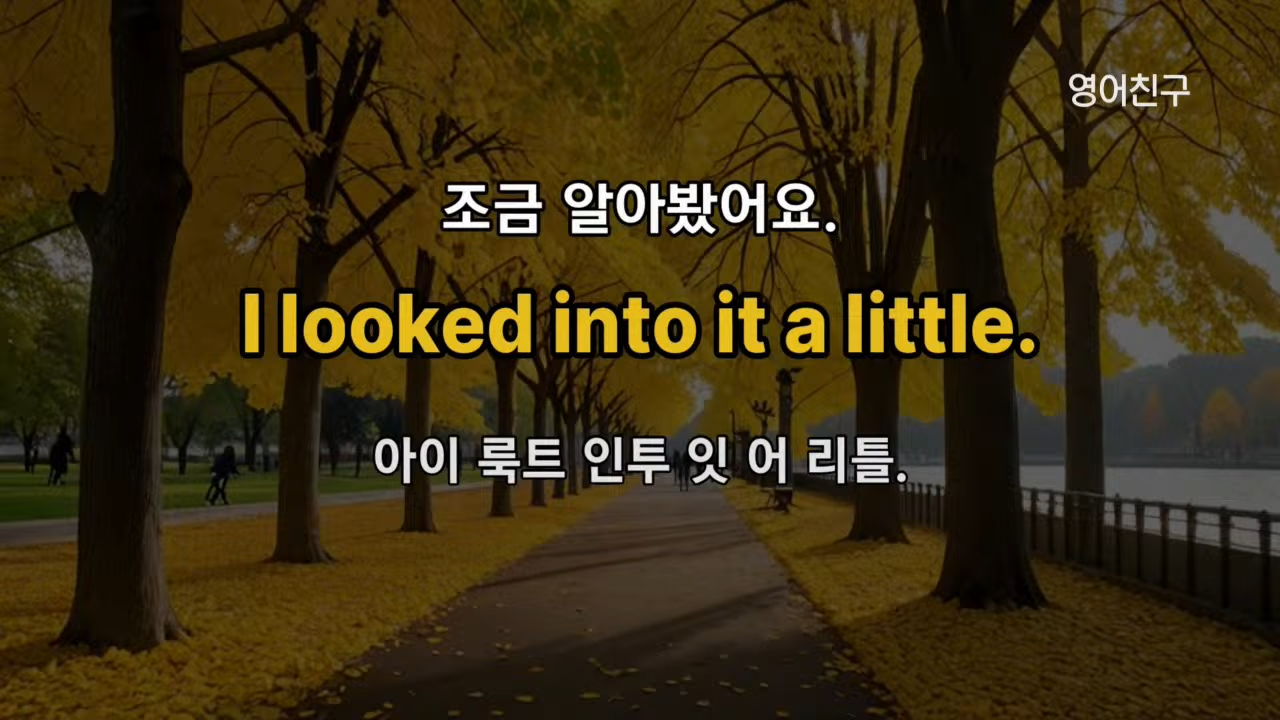 영어친구
조금 알아봤어요.
I looked into it a little.
아이 룩트 인투 잇 어 리틀.